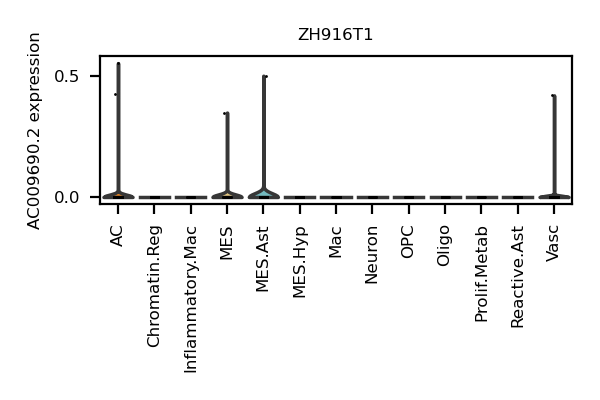 ZH916T1
AC009690.2 expression
0.5
0.0
AC
Chromatin.Reg
Inflammatory.Mac
MES
MES.Ast
MES.Hyp
Mac
Neuron
OPC
Oligo
Prolif.Metab
Reactive.Ast
Vasc